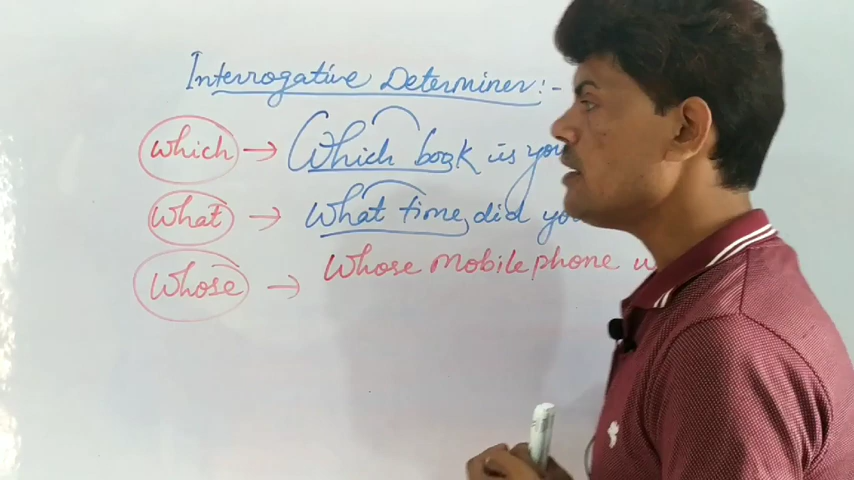 Interrogative Determiner:-
which → Which book is you
What → What time did you
Whose → Whose mobile phone w